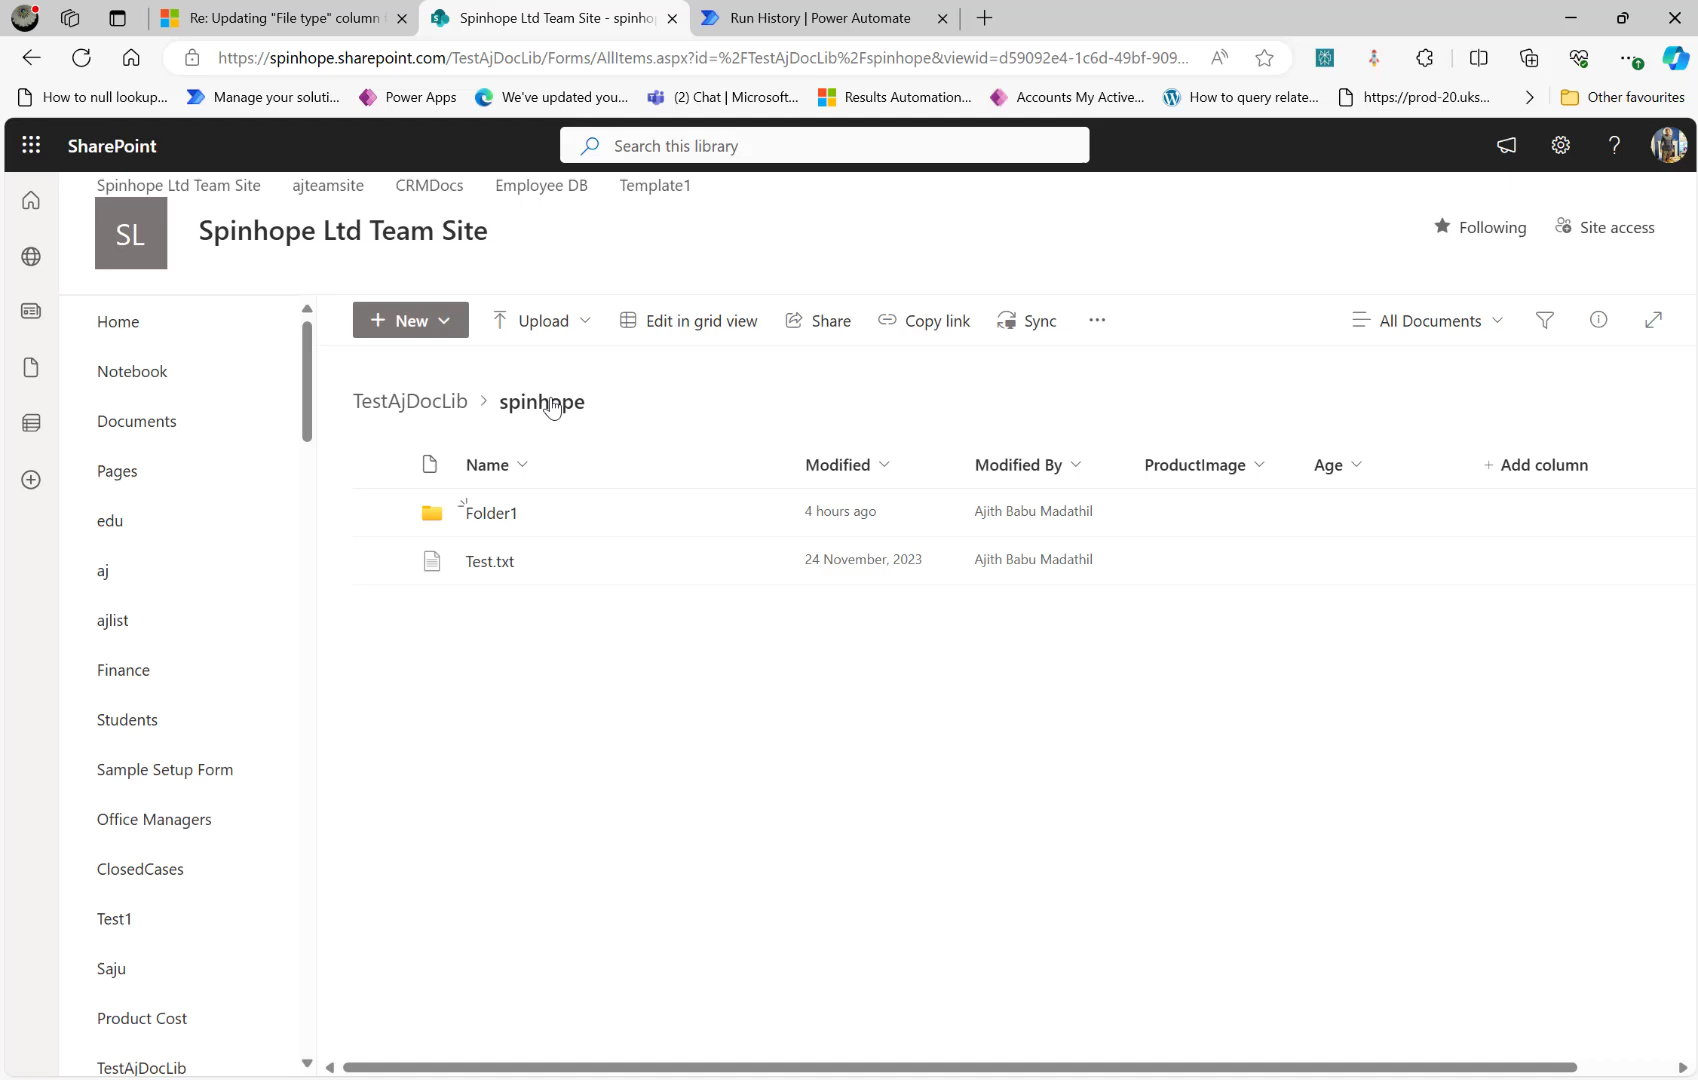 Re: Updating "File type" column
Spinhope Ltd Team Site - spinho
Run History | Power Automate
https://spinhope.sharepoint.com/TestAjDocLib/Forms/AllItems.aspx?id=%2FTestAjDocLib%2Fspinhope&viewid=d59092e4-1c6d-49bf-909...
How to null lookup...
Manage your soluti...
Power Apps
We've updated you...
(2) Chat | Microsoft...
Results Automation...
Accounts My Active...
How to query relate...
https://prod-20.uks...
Other favourites
SharePoint
Search this library
Spinhope Ltd Team Site
ajteamsite
CRMDocs
Employee DB
Template1
SL
Spinhope Ltd Team Site
Following
Site access
Home
Notebook
Documents
Pages
edu
aj
ajlist
Finance
Students
Sample Setup Form
Office Managers
ClosedCases
Test1
Saju
Product Cost
TestAjDocLib
+ New
Upload
Edit in grid view
Share
Copy link
Sync
...
All Documents
TestAjDocLib > spinhope
Name
Modified
Modified By
ProductImage
Age
+ Add column
Folder1
4 hours ago
Ajith Babu Madathil
Test.txt
24 November, 2023
Ajith Babu Madathil